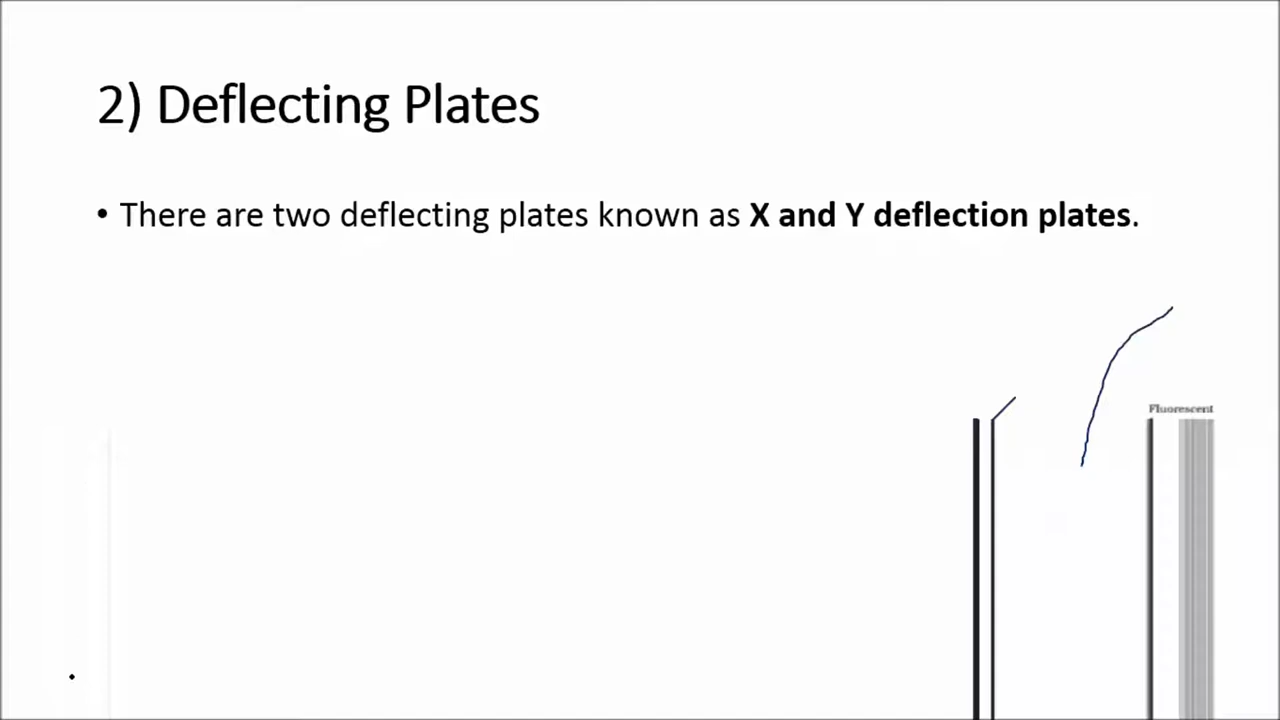 2) Deflecting Plates
• There are two deflecting plates known as X and Y deflection plates.
Fluorescent